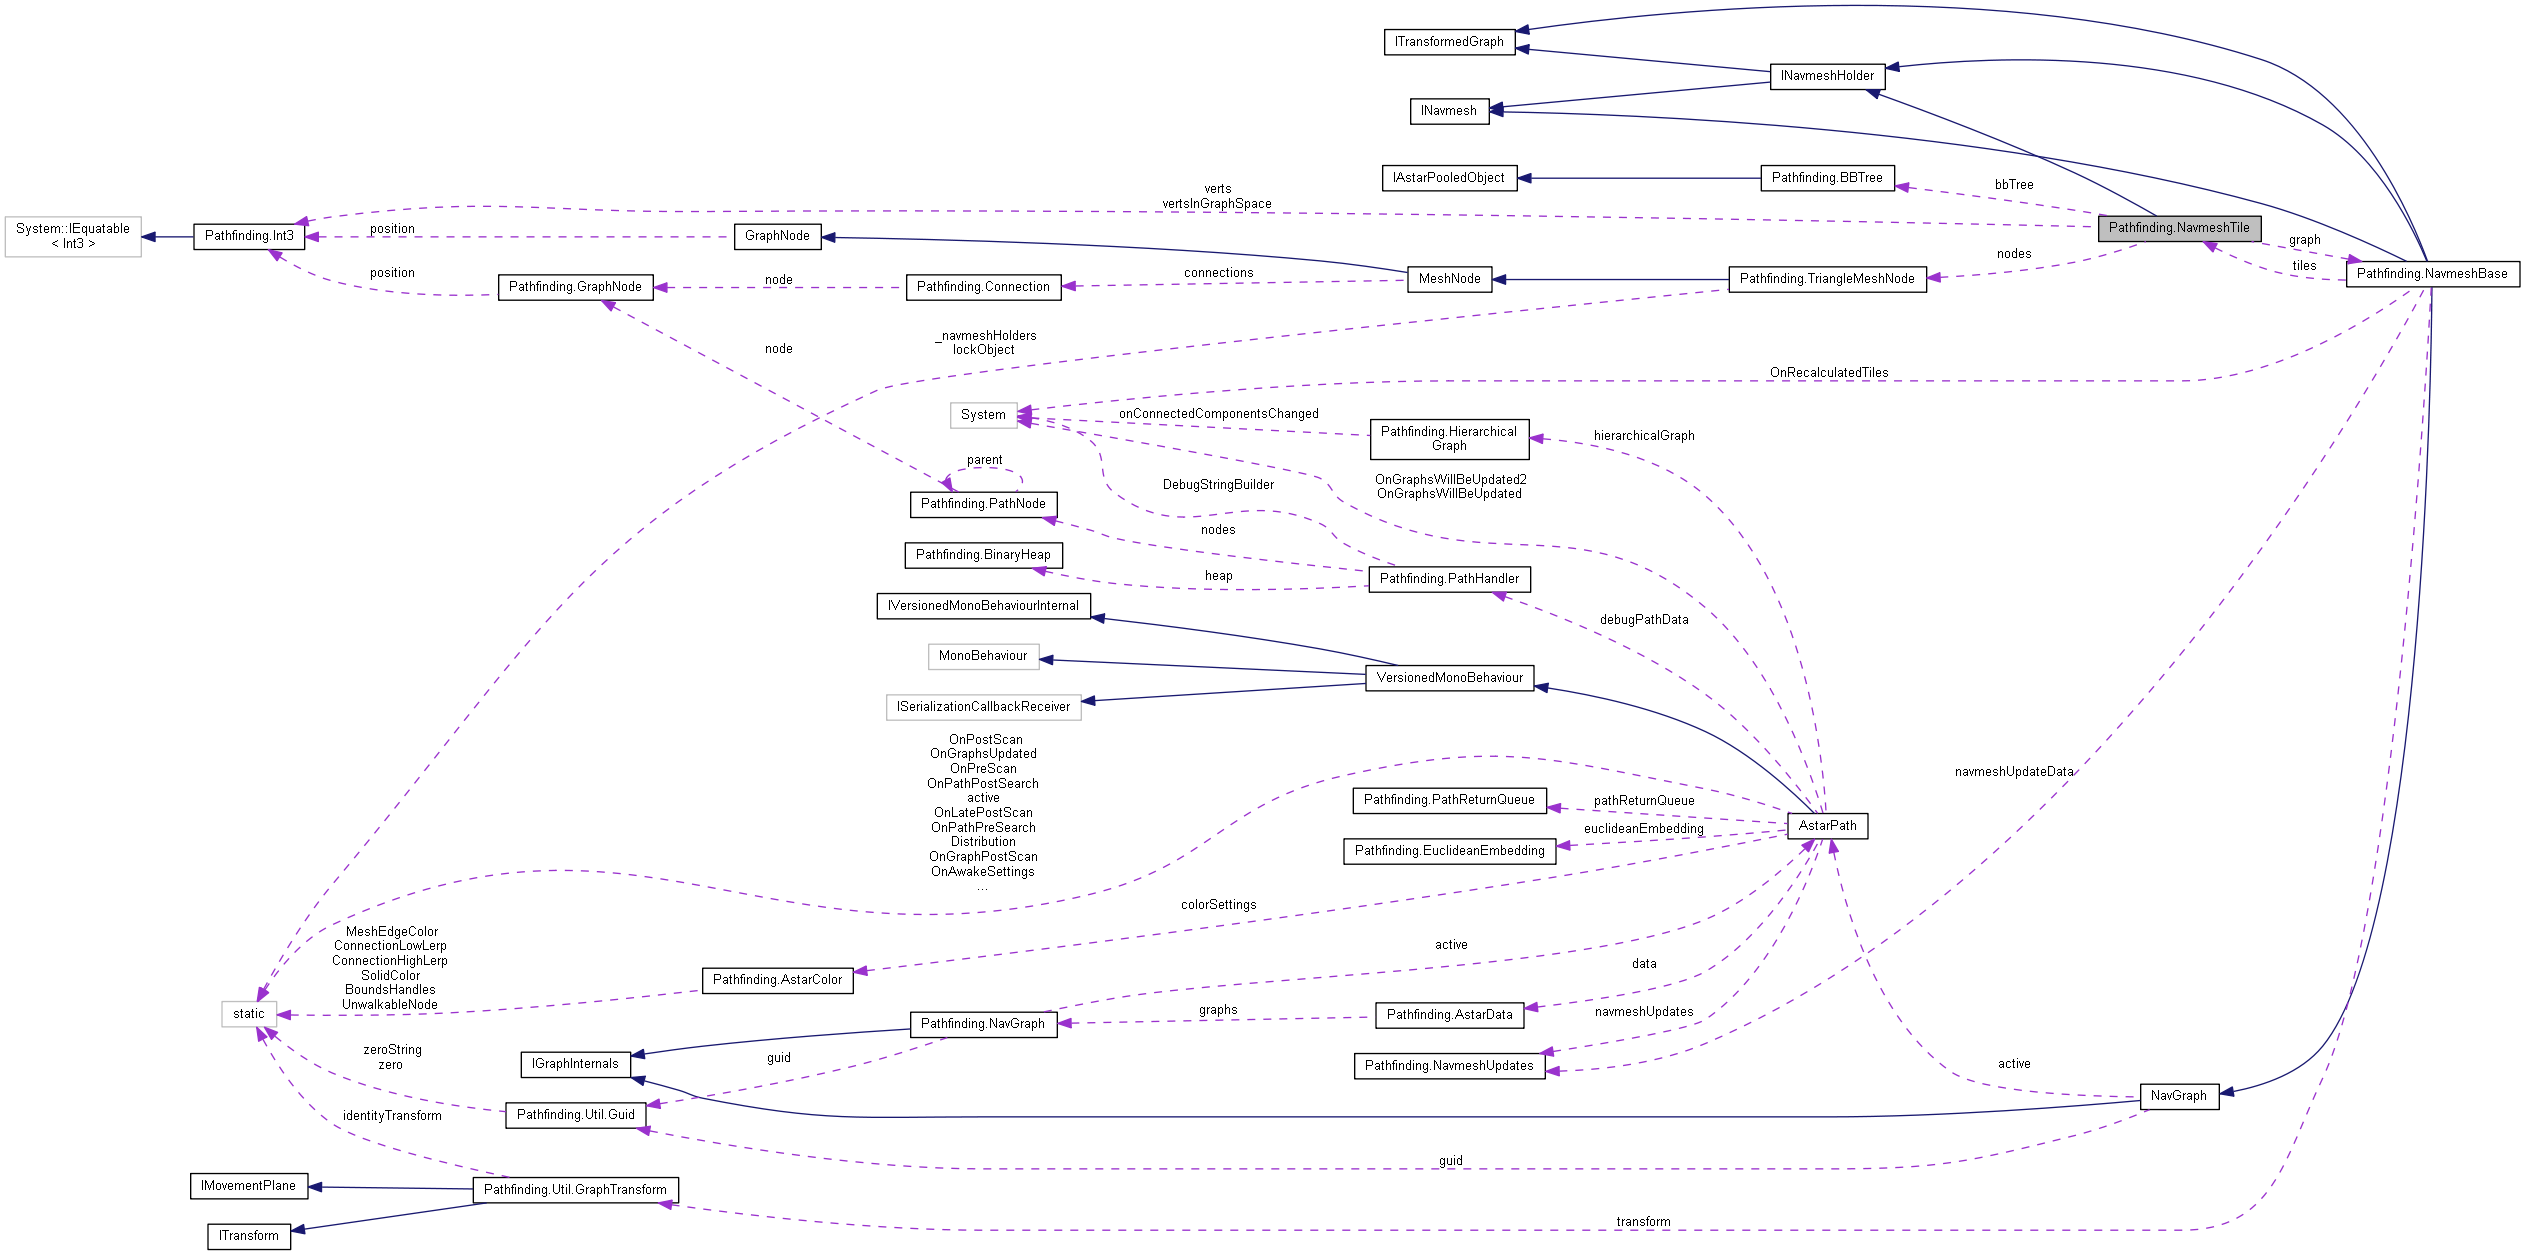 ITransformedGraph
INavmeshHolder
INavmesh
IAstarPooledObject
Pathfinding.BBTree
bbTree
verts
vertsInGraphSpace
System::IEquatable
< Int3 >
Pathfinding.Int3
position
GraphNode
Pathfinding.NavmeshTile
graph
tiles
Pathfinding.NavmeshBase
nodes
position
Pathfinding.GraphNode
node
Pathfinding.Connection
connections
MeshNode
Pathfinding.TriangleMeshNode
node
_navmeshHolders
lockObject
OnRecalculatedTiles
System
onConnectedComponentsChanged
Pathfinding.Hierarchical
Graph
hierarchicalGraph
parent
DebugStringBuilder
OnGraphsWillBeUpdated2
OnGraphsWillBeUpdated
Pathfinding.PathNode
nodes
Pathfinding.BinaryHeap
heap
Pathfinding.PathHandler
IVersionedMonoBehaviourInternal
debugPathData
MonoBehaviour
VersionedMonoBehaviour
ISerializationCallbackReceiver
OnPostScan
OnGraphsUpdated
OnPreScan
OnPathPostSearch
active
OnLatePostScan
OnPathPreSearch
Distribution
OnGraphPostScan
OnAwakeSettings
...
navmeshUpdateData
Pathfinding.PathReturnQueue
pathReturnQueue
AstarPath
euclideanEmbedding
Pathfinding.EuclideanEmbedding
colorSettings
MeshEdgeColor
ConnectionLowLerp
ConnectionHighLerp
SolidColor
BoundsHandles
UnwalkableNode
active
data
Pathfinding.AstarColor
static
Pathfinding.NavGraph
graphs
Pathfinding.AstarData
navmeshUpdates
zeroString
zero
IGraphInternals
guid
Pathfinding.NavmeshUpdates
active
NavGraph
identityTransform
Pathfinding.Util.Guid
guid
IMovementPlane
Pathfinding.Util.GraphTransform
transform
ITransform